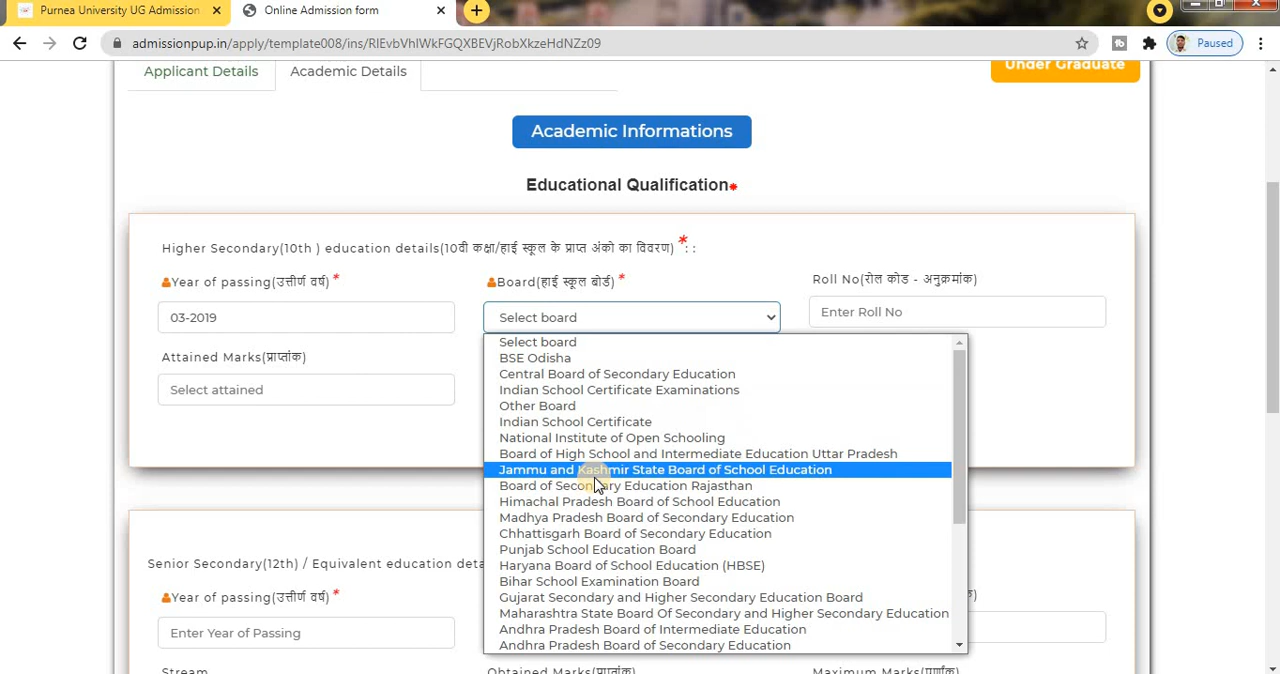 Purnea University UG Admission × Online Admission form × +
admissionpup.in/apply/template008/ins/RlEvbVhIWkFGQXBEVjRobXkzeHdNZz09 Paused
Applicant Details Academic Details Under Graduate
Academic Informations
Educational Qualification*
Higher Secondary(10th ) education details(10वी कक्षा/हाई स्कूल के प्राप्त अंको का विवरण) *: :
Year of passing(उत्तीर्ण वर्ष) * Board(हाई स्कूल बोर्ड) * Roll No(रोल कोड - अनुक्रमांक)
03-2019 Select board Enter Roll No
Attained Marks(प्राप्तांक)
Select attained
Select board
BSE Odisha
Central Board of Secondary Education
Indian School Certificate Examinations
Other Board
Indian School Certificate
National Institute of Open Schooling
Board of High School and Intermediate Education Uttar Pradesh
Jammu and Kashmir State Board of School Education
Board of Secondary Education Rajasthan
Himachal Pradesh Board of School Education
Madhya Pradesh Board of Secondary Education
Chhattisgarh Board of Secondary Education
Punjab School Education Board
Haryana Board of School Education (HBSE)
Bihar School Examination Board
Gujarat Secondary and Higher Secondary Education Board
Maharashtra State Board Of Secondary and Higher Secondary Education
Andhra Pradesh Board of Intermediate Education
Andhra Pradesh Board of Secondary Education
Senior Secondary(12th) / Equivalent education deta
Year of passing(उत्तीर्ण वर्ष) *
Enter Year of Passing
Stream Obtained Marks(प्राप्तांक) Maximum Marks(पूर्णांक)